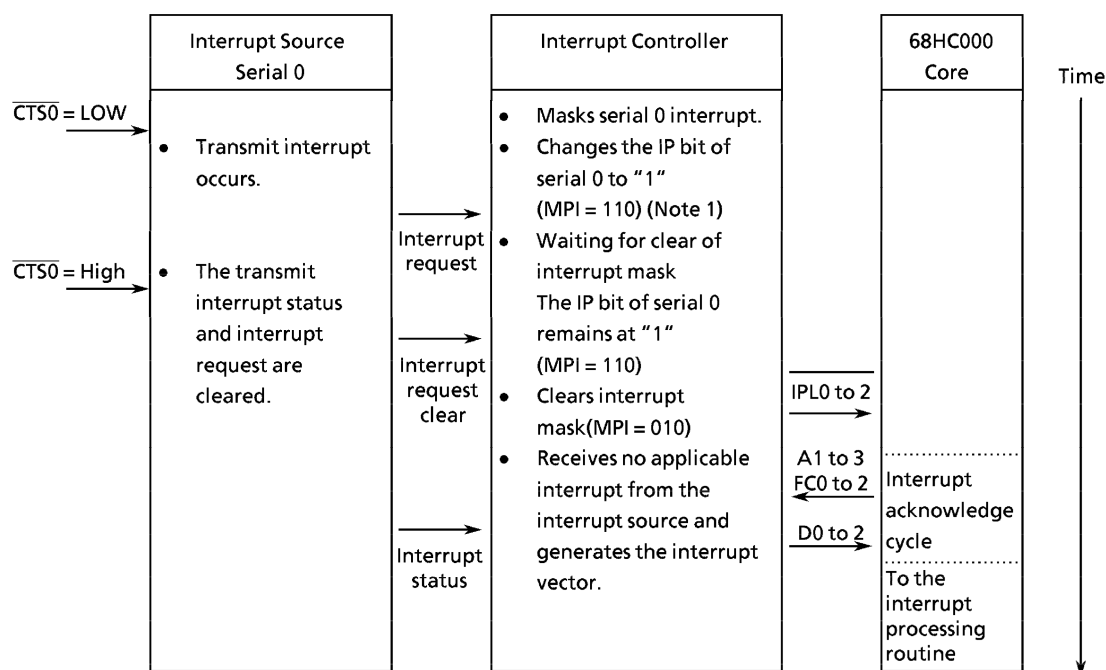 Interrupt Source
Serial 0
Interrupt Controller
68HC000
Core
Time
CTS0 = LOW
CTS0 = High
• Transmit interrupt
occurs.
• The transmit
interrupt status
and interrupt
request are
cleared.
Interrupt
request
Interrupt
request
clear
Interrupt
status
• Masks serial 0 interrupt.
• Changes the IP bit of
serial 0 to “1“
(MPI = 110) (Note 1)
• Waiting for clear of
interrupt mask
The IP bit of serial 0
remains at “1“
(MPI = 110)
• Clears interrupt
mask(MPI = 010)
• Receives no applicable
interrupt from the
interrupt source and
generates the interrupt
vector.
IPL0 to 2
A1 to 3
FC0 to 2
D0 to 2
Interrupt
acknowledge
cycle
To the
interrupt
processing
routine